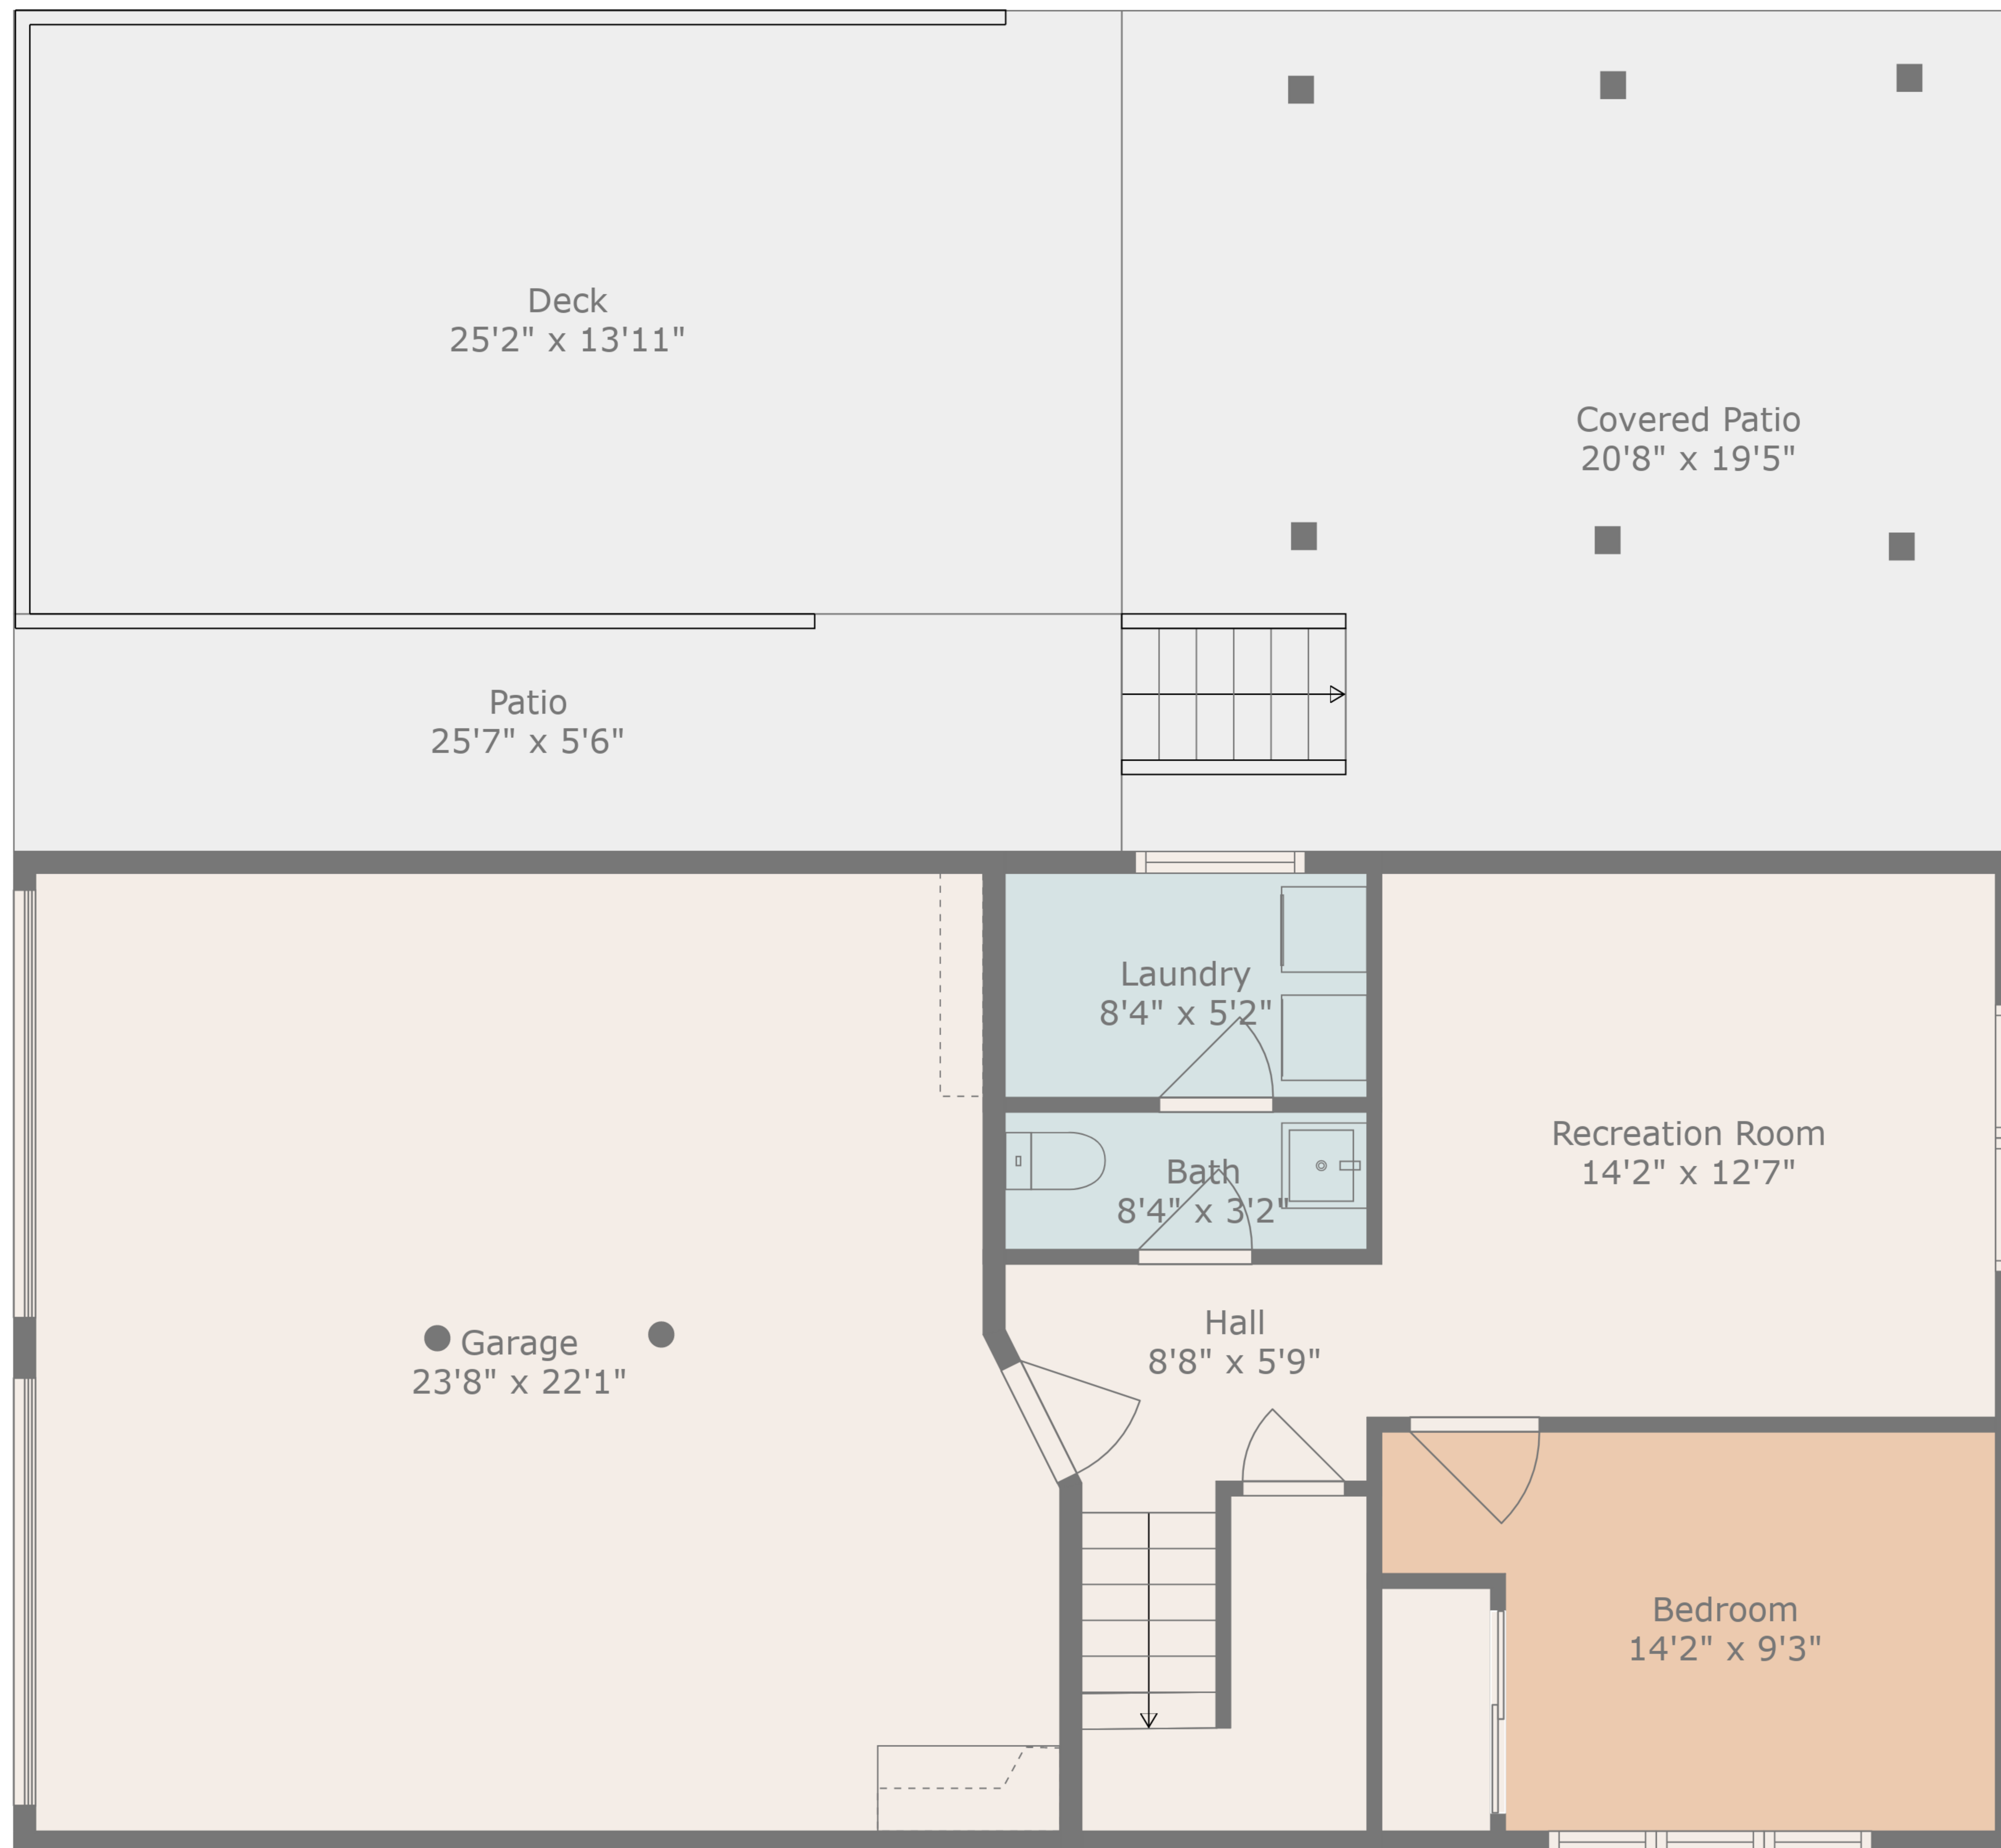 Deck
25'2" x 13'11"
Covered Patio
20'8" x 19'5"
Patio
25'7" x 5'6"
Laundry
8'4" x 5'2"
Recreation Room
14'2" x 12'7"
Bath
8'4" x 3'2"
Hall
8'8" x 5'9"
Garage
23'8" x 22'1"
Bedroom
14'2" x 9'3"